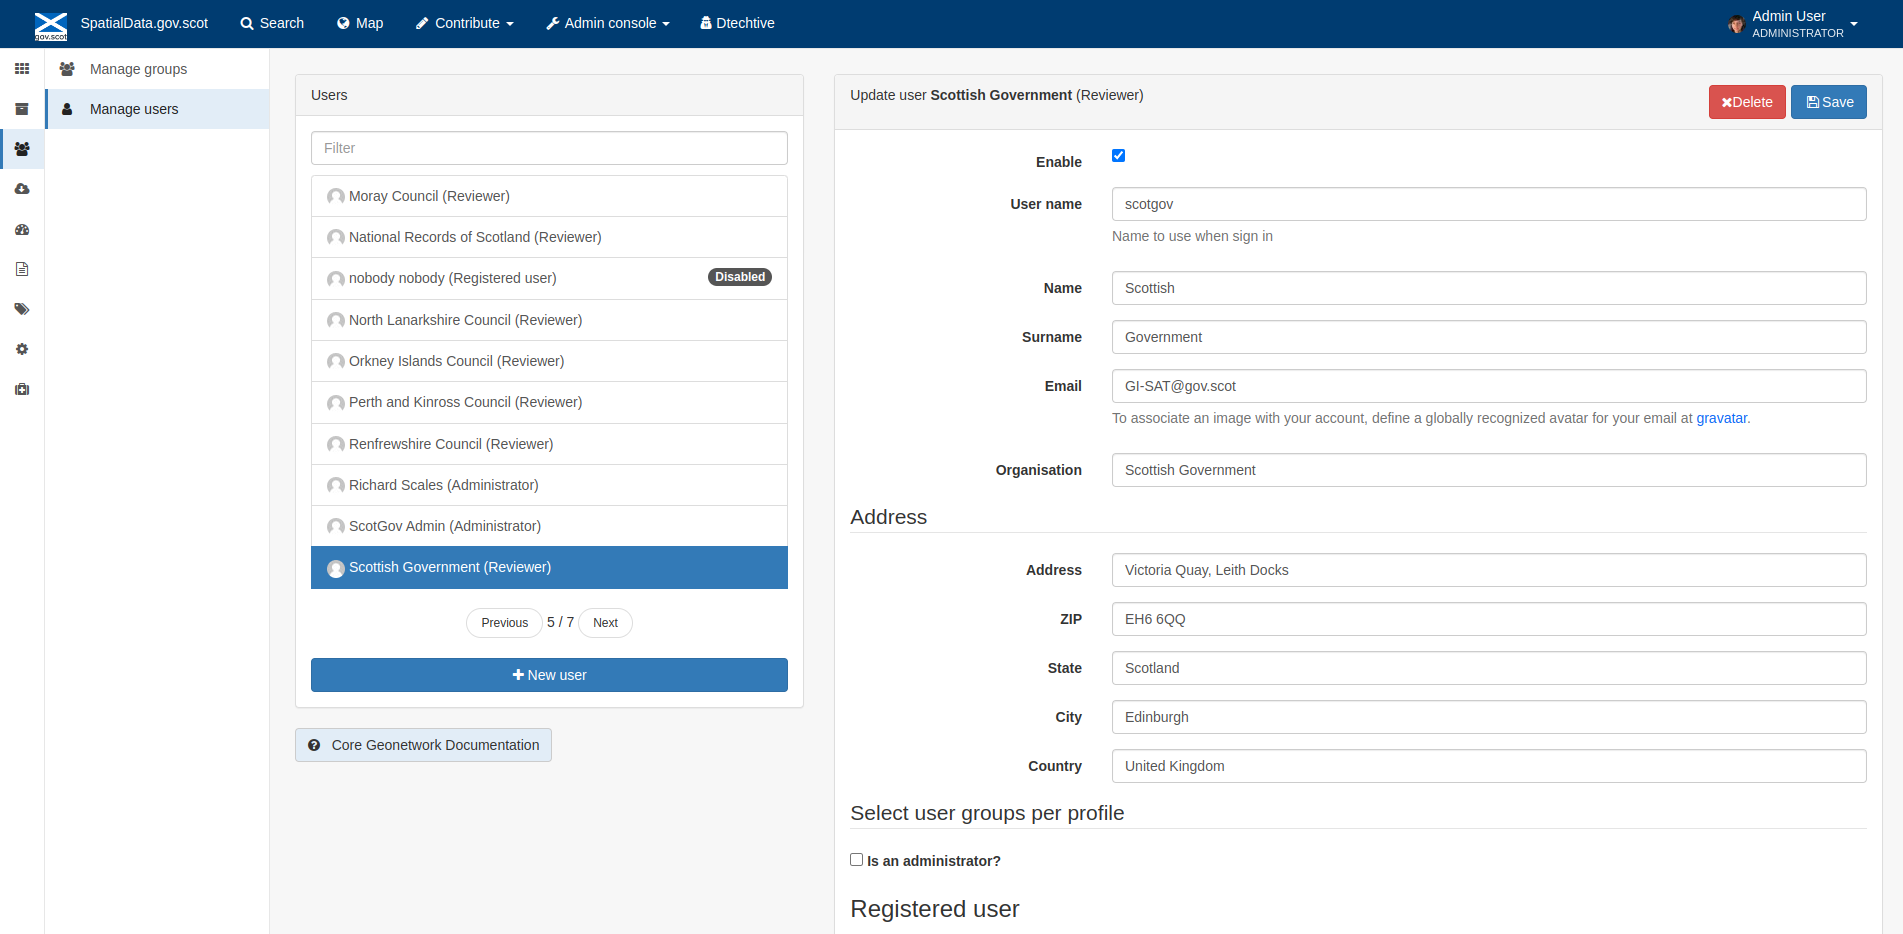 gov.scot
SpatialData.gov.scot
Search
Map
Contribute
Admin console
Dtechtive
Admin User
ADMINISTRATOR
Manage groups
Manage users
Users
Filter
Moray Council (Reviewer)
National Records of Scotland (Reviewer)
nobody nobody (Registered user)
Disabled
North Lanarkshire Council (Reviewer)
Orkney Islands Council (Reviewer)
Perth and Kinross Council (Reviewer)
Renfrewshire Council (Reviewer)
Richard Scales (Administrator)
ScotGov Admin (Administrator)
Scottish Government (Reviewer)
Previous 5 / 7 Next
New user
Core Geonetwork Documentation
Update user Scottish Government (Reviewer)
Delete
Save
Enable
User name
scotgov
Name to use when sign in
Name
Scottish
Surname
Government
Email
GI-SAT@gov.scot
To associate an image with your account, define a globally recognized avatar for your email at gravatar.
Organisation
Scottish Government
Address
Address
Victoria Quay, Leith Docks
ZIP
EH6 6QQ
State
Scotland
City
Edinburgh
Country
United Kingdom
Select user groups per profile
Is an administrator?
Registered user